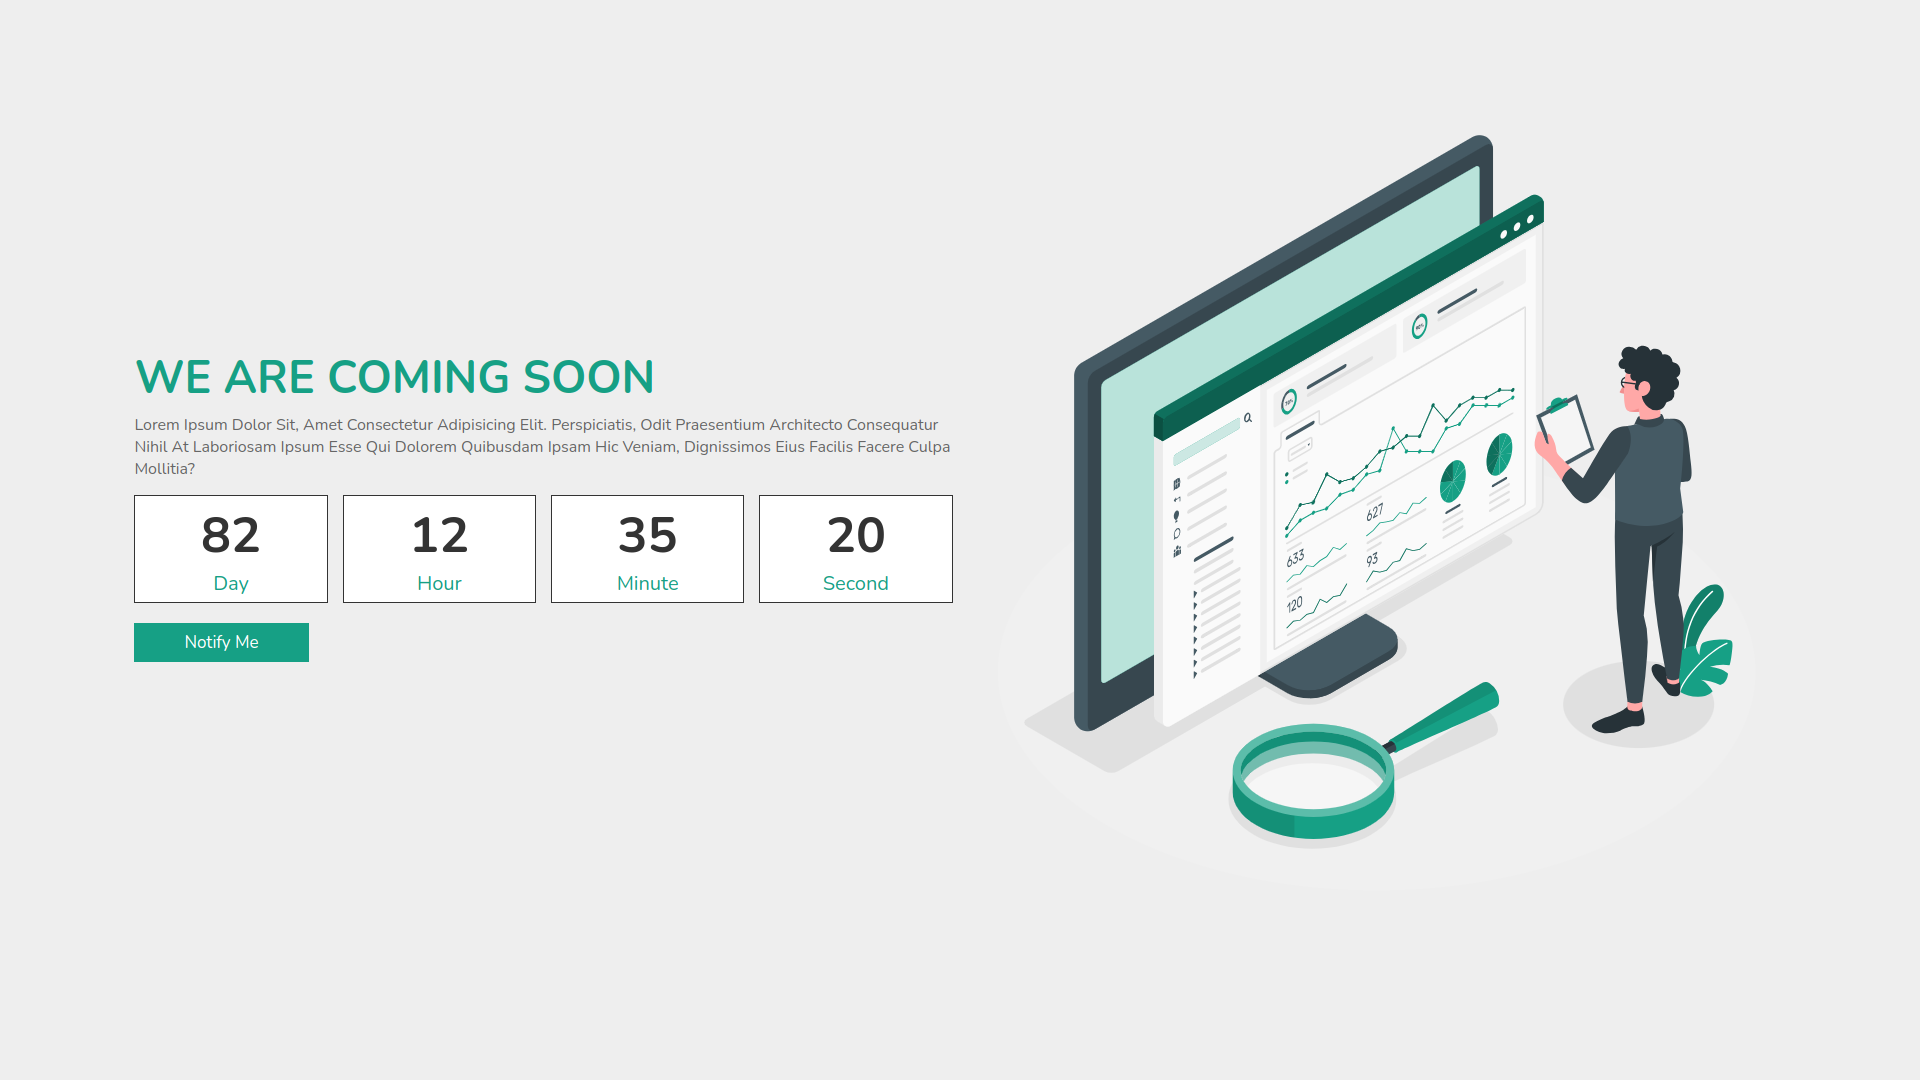 WE ARE COMING SOON
Lorem Ipsum Dolor Sit, Amet Consectetur Adipisicing Elit. Perspiciatis, Odit Praesentium Architecto Consequatur
Nihil At Laboriosam Ipsum Esse Qui Dolorem Quibusdam Ipsam Hic Veniam, Dignissimos Eius Facilis Facere Culpa
Mollitia?
82
Day
12
Hour
35
Minute
20
Second
Notify Me
627
633
93
120